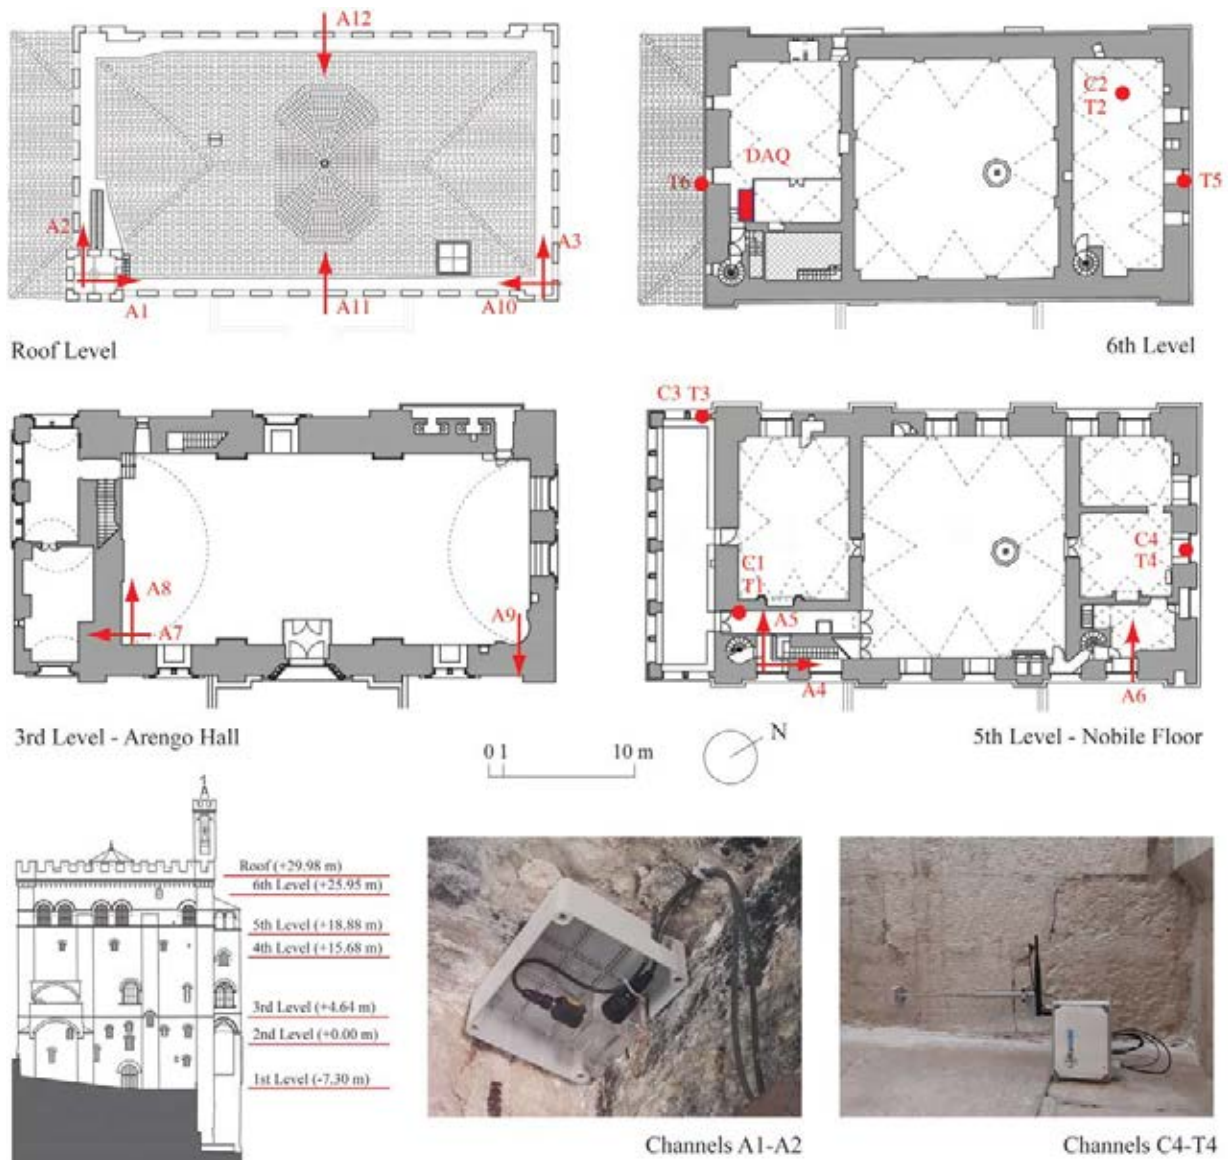 A12
A2
A3
A1
A11
A10
Roof Level
C2
T2
DAQ
T6
T5
6th Level
A8
A9
A7
3rd Level - Arengo Hall
C3 T3
C4
T4
C1
T1
A5
A4
A6
5th Level - Nobile Floor
0 1 10 m
N
Roof (+29.98 m)
6th Level (+25.95 m)
5th Level (+18.88 m)
4th Level (+15.68 m)
3rd Level (+4.64 m)
2nd Level (+0.00 m)
1st Level (-7.30 m)
Channels A1-A2
Channels C4-T4